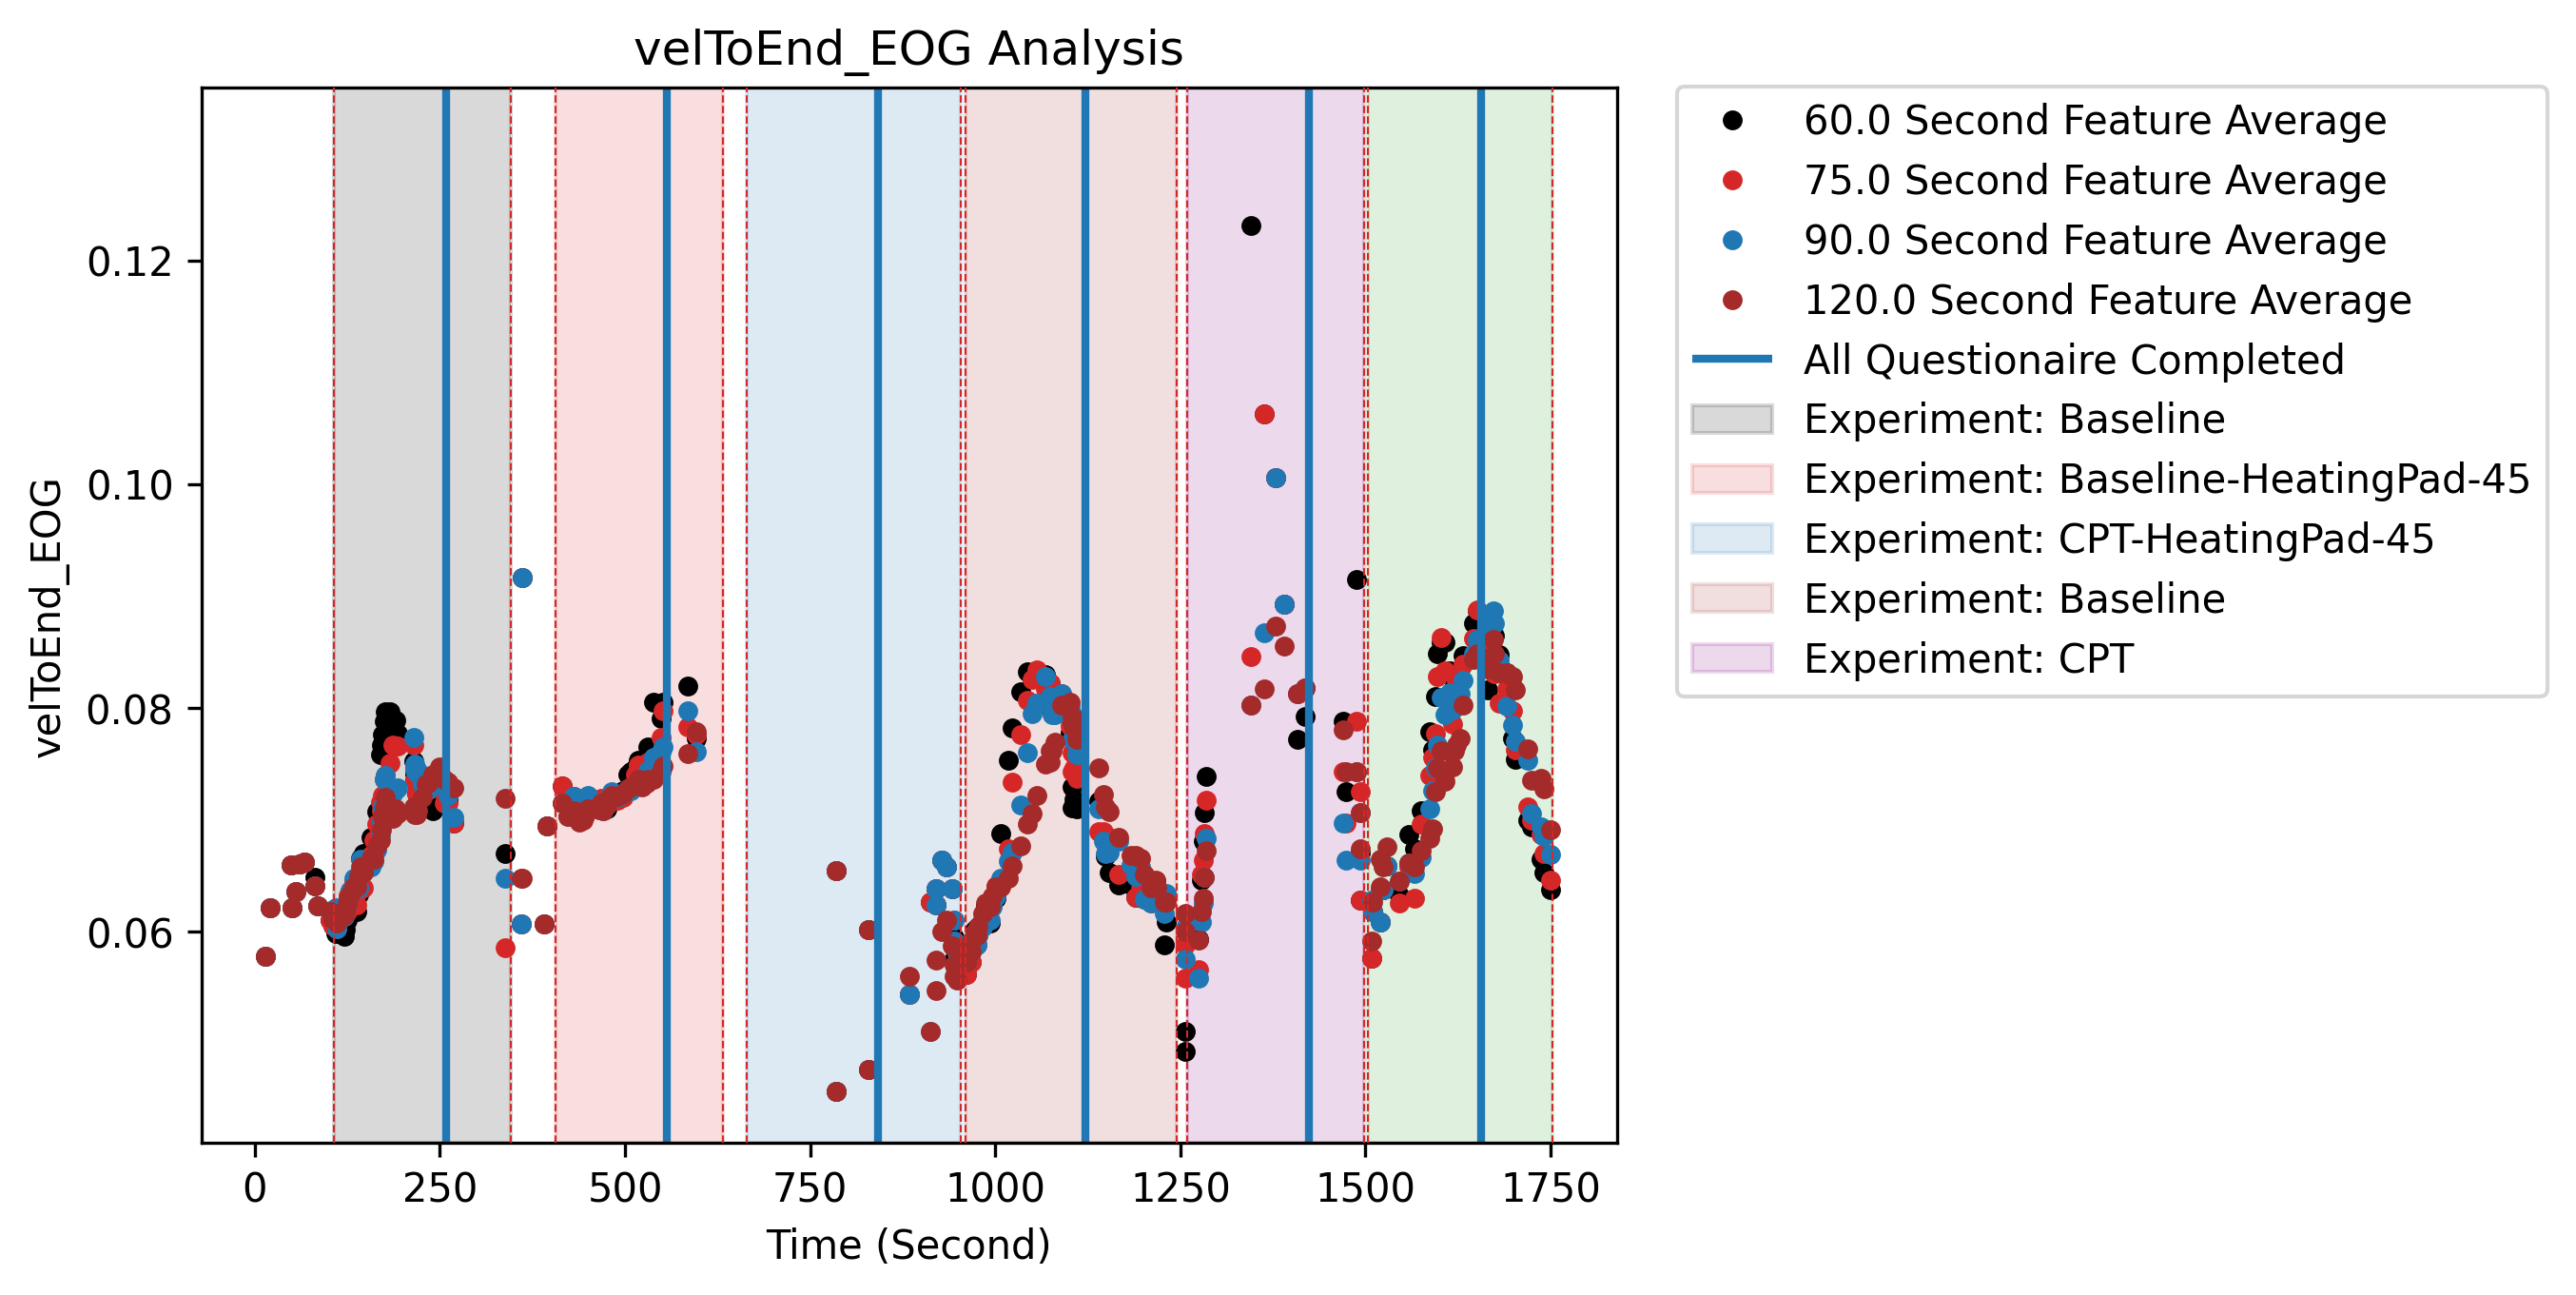 velToEnd_EOG Analysis
velToEnd_EOG
0.12
0.10
0.08
0.06
0 250 500 750 1000 1250 1500 1750
Time (Second)
60.0 Second Feature Average
75.0 Second Feature Average
90.0 Second Feature Average
120.0 Second Feature Average
All Questionaire Completed
Experiment: Baseline
Experiment: Baseline-HeatingPad-45
Experiment: CPT-HeatingPad-45
Experiment: Baseline
Experiment: CPT